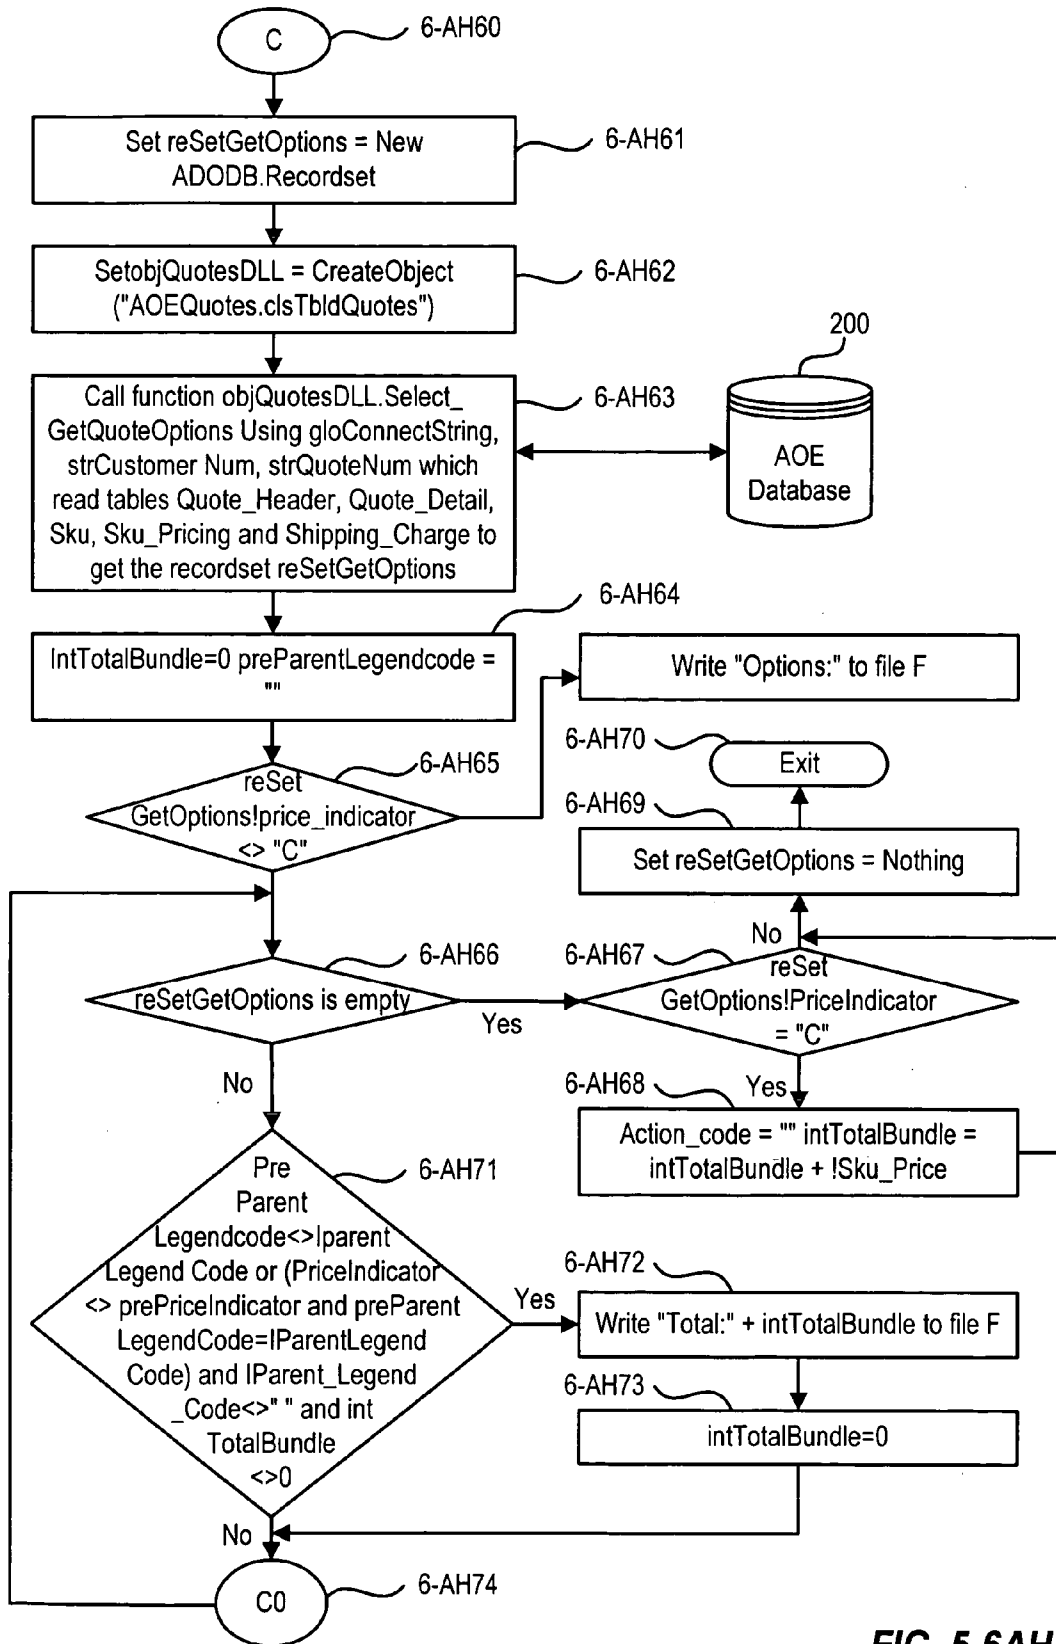 C
6-AH60
Set reSetGetOptions = New
ADODB.Recordset
6-AH61
SetobjQuotesDLL = CreateObject
("AOEQuotes.clsTbldQuotes")
6-AH62
Call function objQuotesDLL.Select_
GetQuoteOptions Using gloConnectString,
strCustomer Num, strQuoteNum which
read tables Quote_Header, Quote_Detail,
Sku, Sku_Pricing and Shipping_Charge to
get the recordset reSetGetOptions
6-AH63
200
AOE
Database
6-AH64
IntTotalBundle=0 preParentLegendcode =
""
Write "Options:" to file F
6-AH65
reSet
GetOptions!price_indicator
<> "C"
6-AH70
Exit
6-AH69
Set reSetGetOptions = Nothing
6-AH66
reSetGetOptions is empty
Yes
No
6-AH67
No
reSet
GetOptions!PriceIndicator
= "C"
6-AH68
Yes
Action_code = "" intTotalBundle =
intTotalBundle + !Sku_Price
6-AH71
Pre
Parent
Legendcode<>Iparent
Legend Code or (PriceIndicator
<> prePriceIndicator and preParent
LegendCode=IParentLegend
Code) and IParent_Legend
_Code<>" " and int
TotalBundle
<>0
Yes
6-AH72
Write "Total:" + intTotalBundle to file F
6-AH73
intTotalBundle=0
No
C0
6-AH74
FIG. 5-6AH